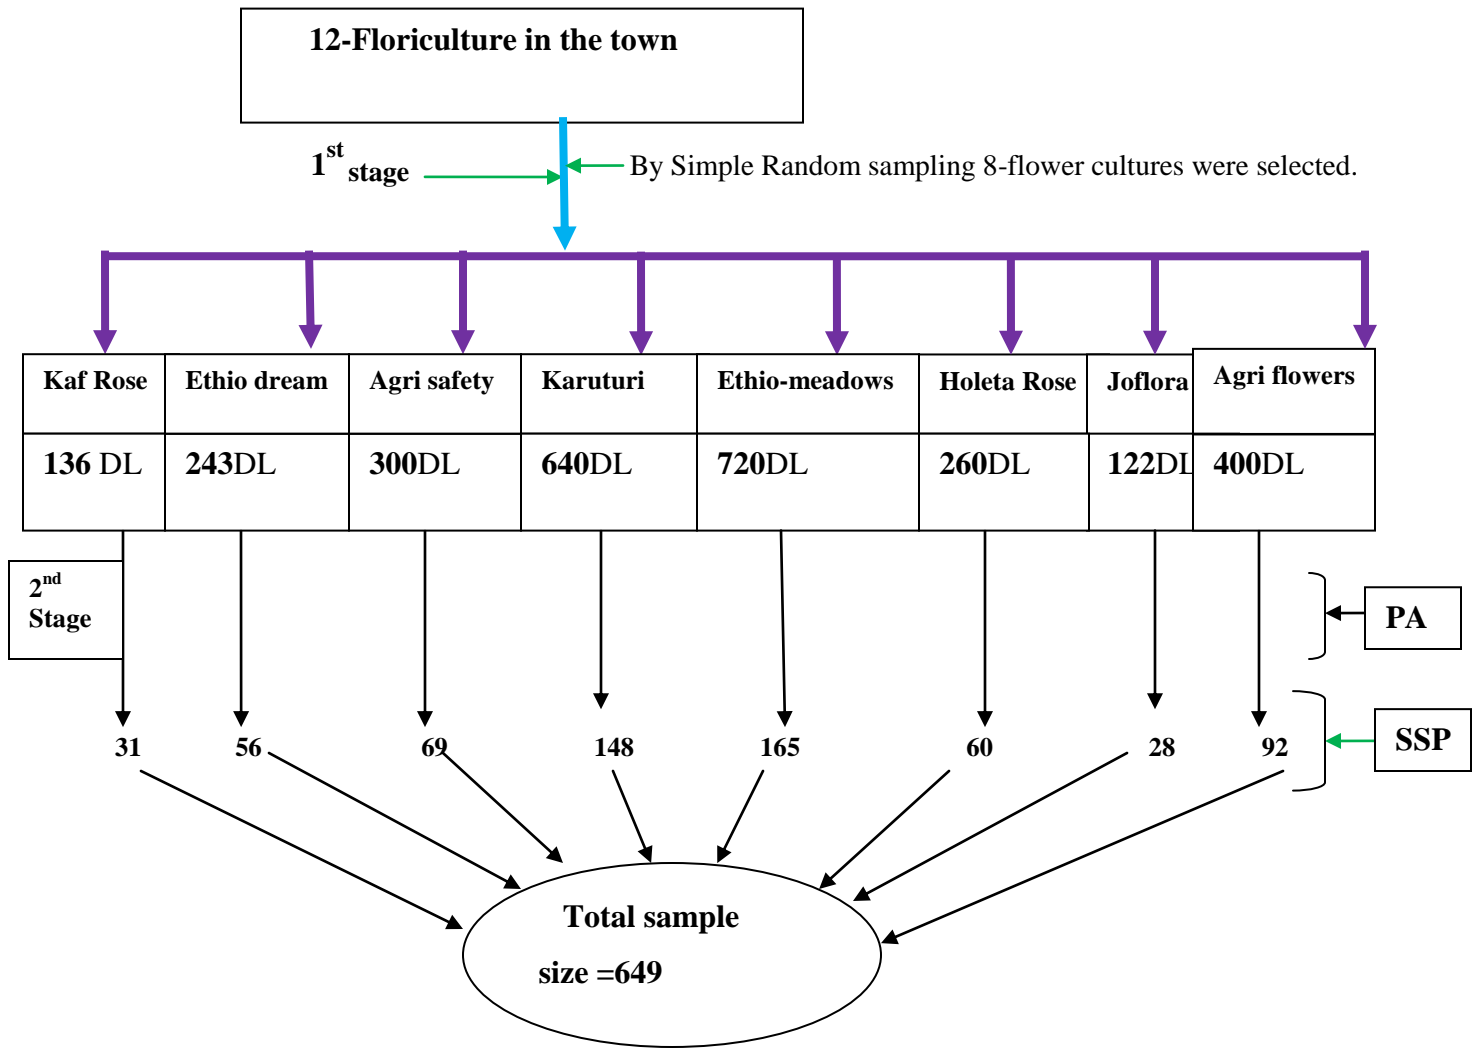 12-Floriculture in the town
1st stage
By Simple Random sampling 8-flower cultures were selected.
Kaf Rose
Ethio dream
Agri safety
Karuturi
Ethio-meadows
Holeta Rose
Joflora
Agri flowers
136 DL
243DL
300DL
640DL
720DL
260DL
122DL
400DL
2nd
Stage
PA
31
56
69
148
165
60
28
92
SSP
Total sample
size =649